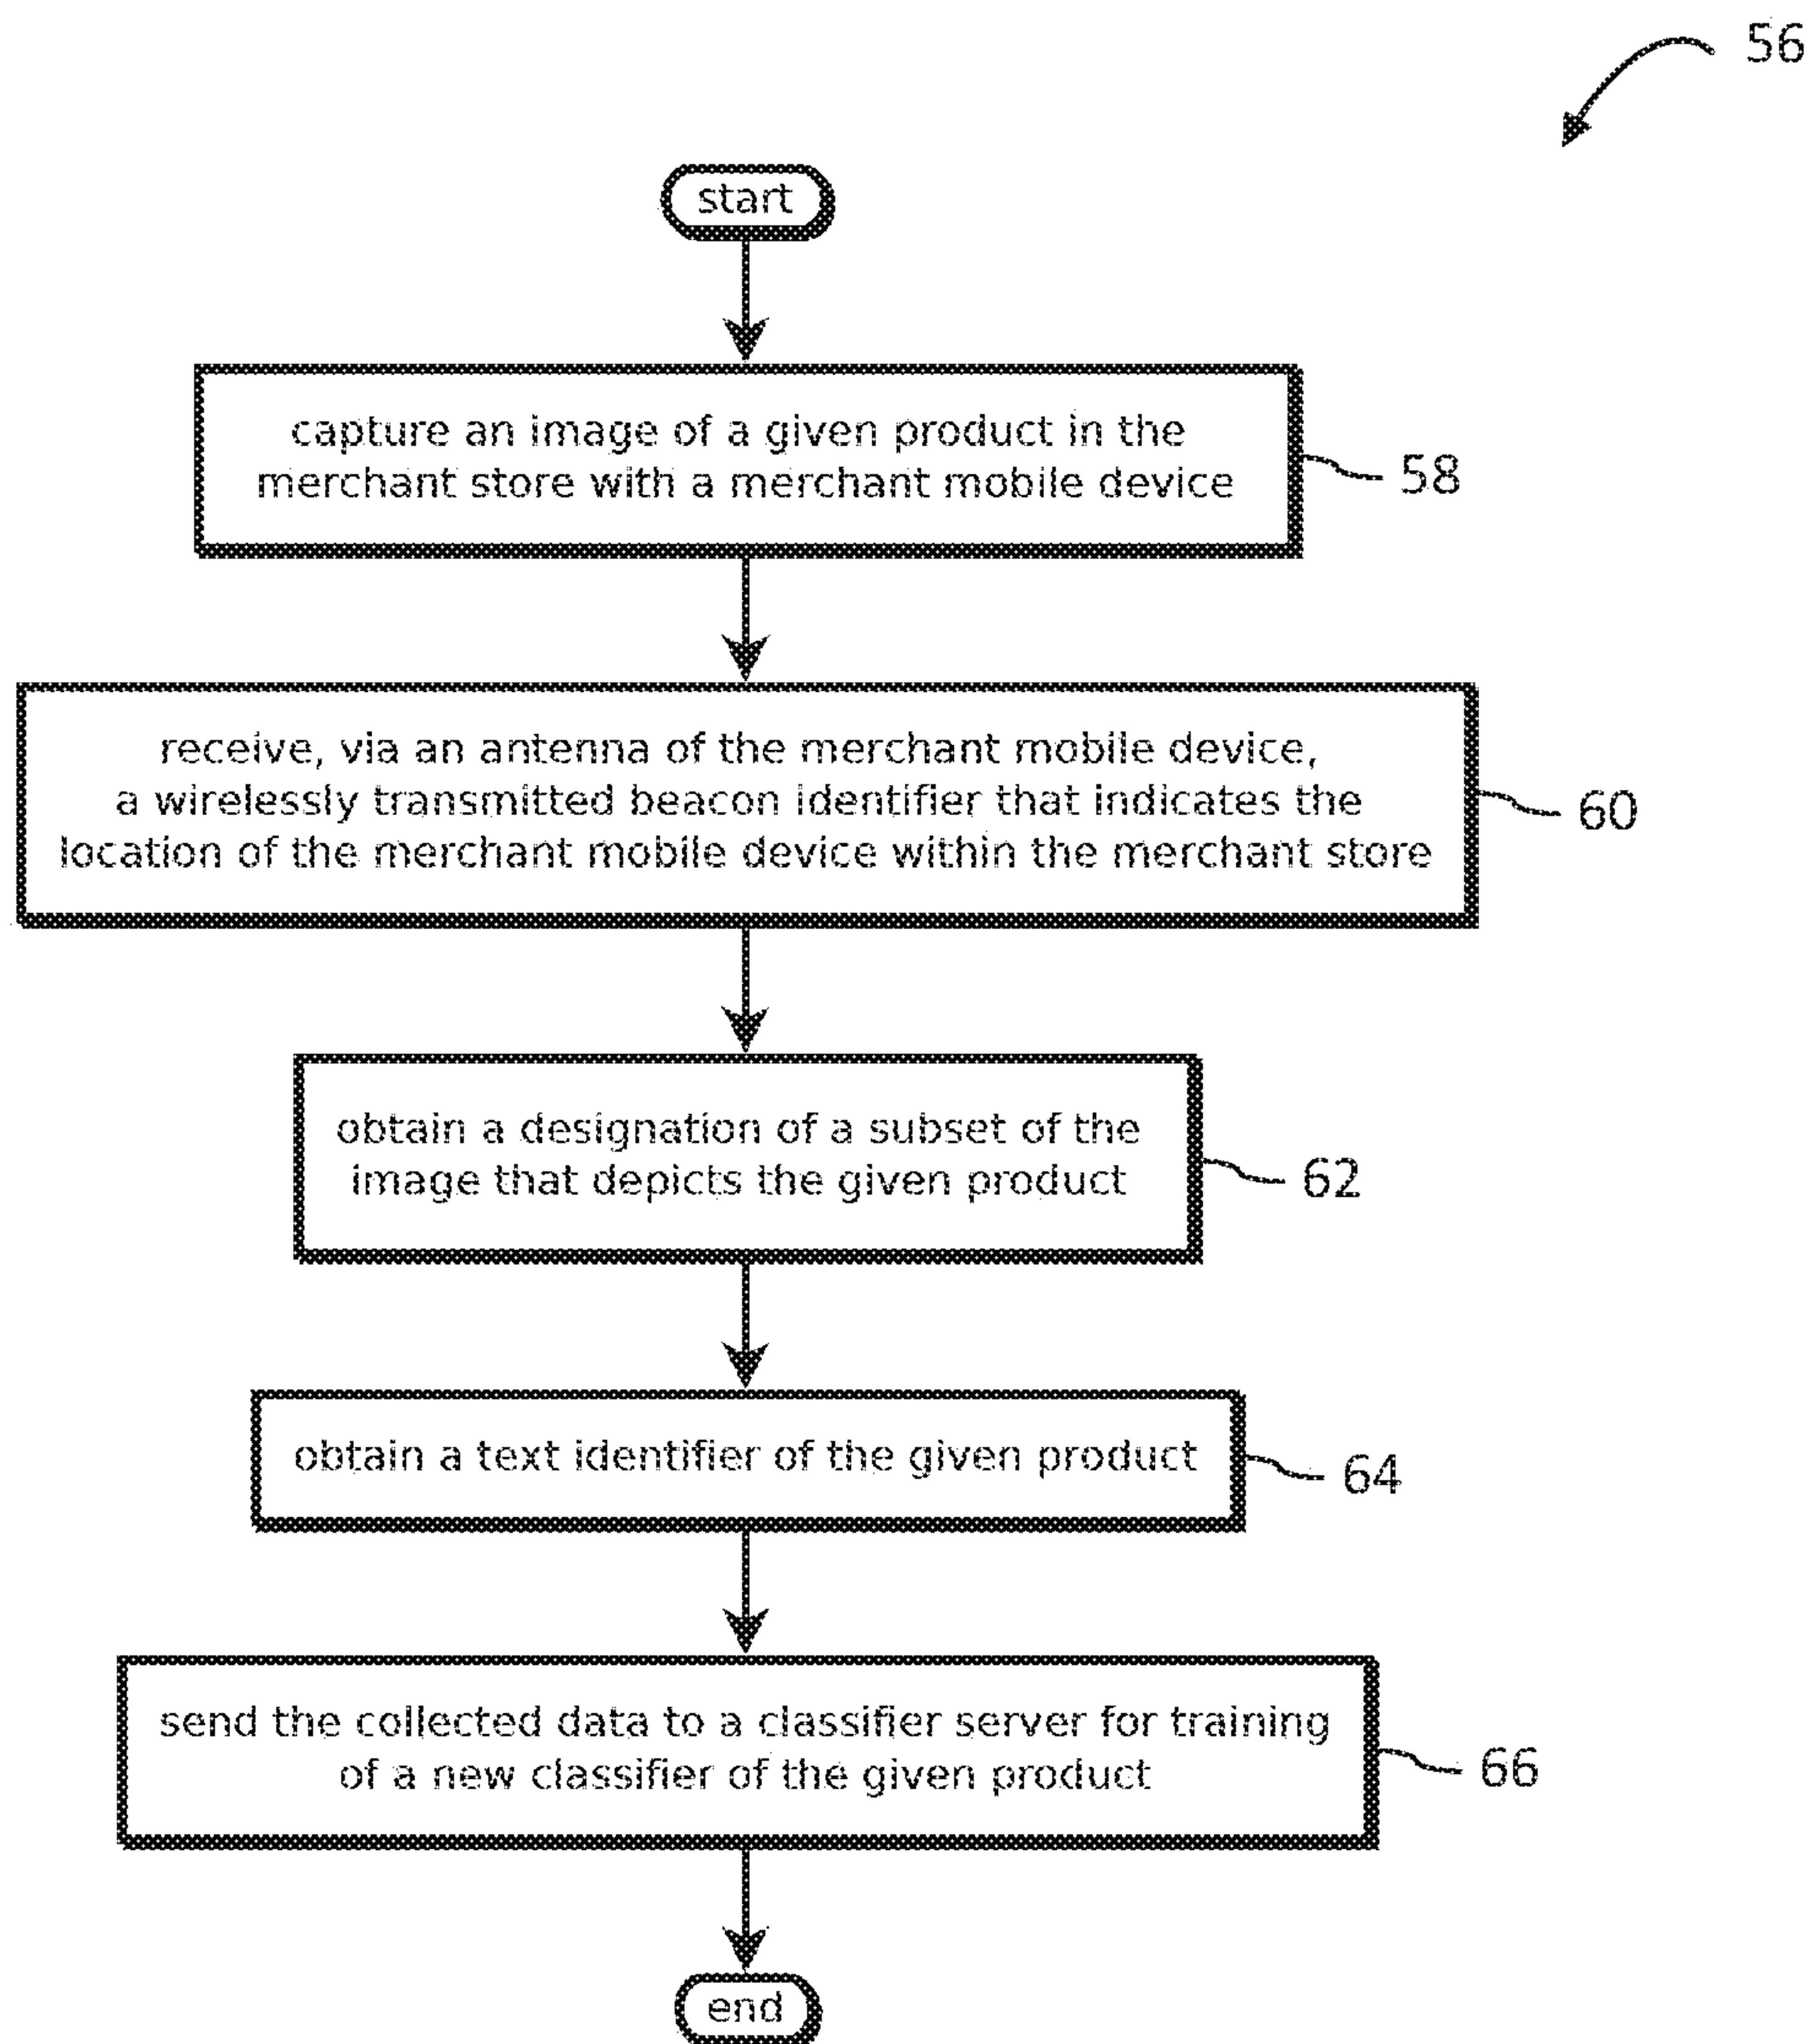 56
start
capture an image of a given product in the
merchant store with a merchant mobile device
58
receive, via an antenna of the merchant mobile device,
a wirelessly transmitted beacon identifier that indicates the
location of the merchant mobile device within the merchant store
60
obtain a designation of a subset of the
image that depicts the given product
62
obtain a text identifier of the given product
64
send the collected data to a classifier server for training
of a new classifier of the given product
66
end